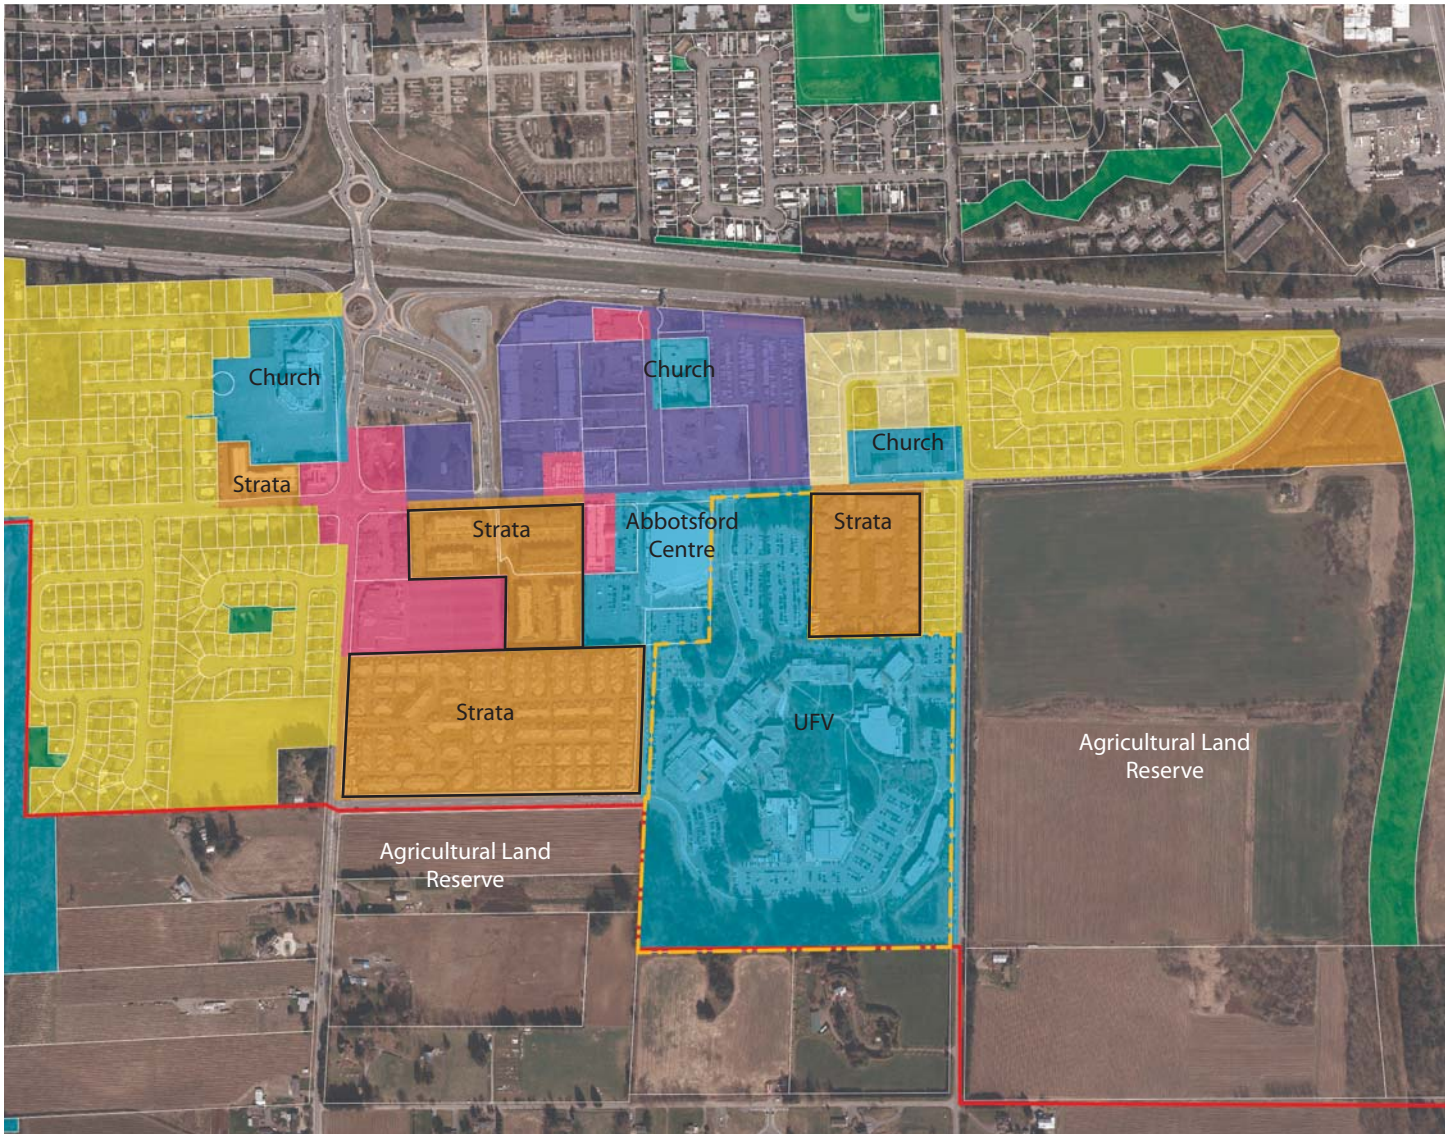 Church
Church
Church
Strata
Strata
Abbotsford
Centre
Strata
Strata
UFV
Agricultural Land
Reserve
Agricultural Land
Reserve